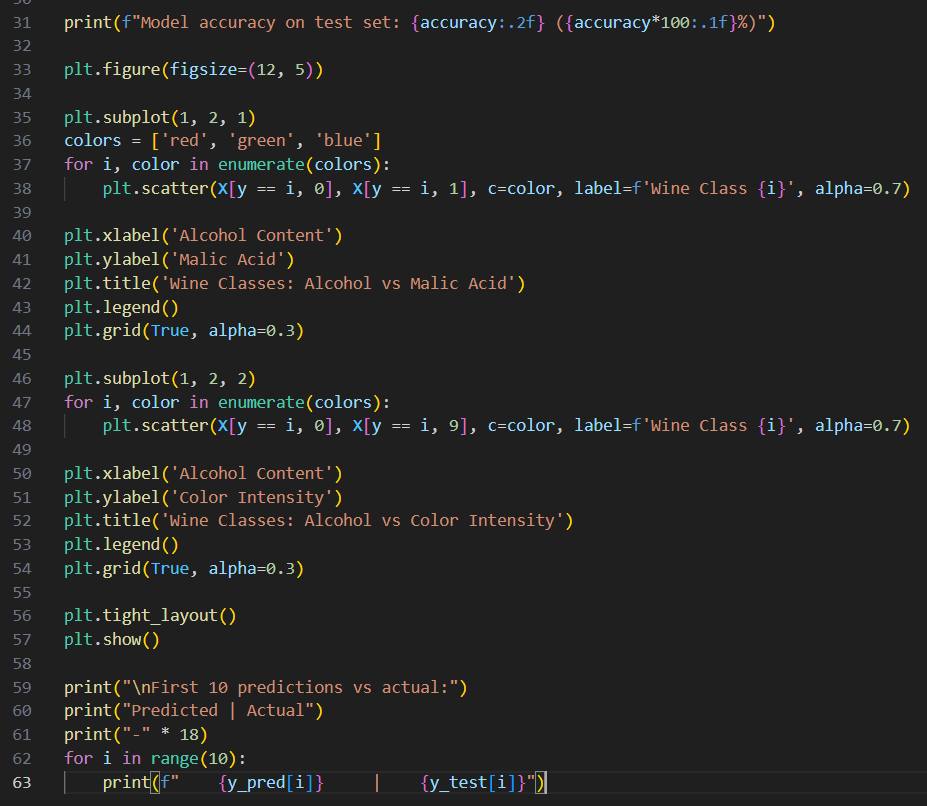 31 print(f"Model accuracy on test set: {accuracy:.2f} ({accuracy*100:.1f}%)")
32
33 plt.figure(figsize=(12, 5))
34
35 plt.subplot(1, 2, 1)
36 colors = ['red', 'green', 'blue']
37 for i, color in enumerate(colors):
38     plt.scatter(X[y == i, 0], X[y == i, 1], c=color, label=f'Wine Class {i}', alpha=0.7)
39
40 plt.xlabel('Alcohol Content')
41 plt.ylabel('Malic Acid')
42 plt.title('Wine Classes: Alcohol vs Malic Acid')
43 plt.legend()
44 plt.grid(True, alpha=0.3)
45
46 plt.subplot(1, 2, 2)
47 for i, color in enumerate(colors):
48     plt.scatter(X[y == i, 0], X[y == i, 9], c=color, label=f'Wine Class {i}', alpha=0.7)
49
50 plt.xlabel('Alcohol Content')
51 plt.ylabel('Color Intensity')
52 plt.title('Wine Classes: Alcohol vs Color Intensity')
53 plt.legend()
54 plt.grid(True, alpha=0.3)
55
56 plt.tight_layout()
57 plt.show()
58
59 print("\nFirst 10 predictions vs actual:")
60 print("Predicted | Actual")
61 print("-" * 18)
62 for i in range(10):
63     print(f"    {y_pred[i]}     |    {y_test[i]}")